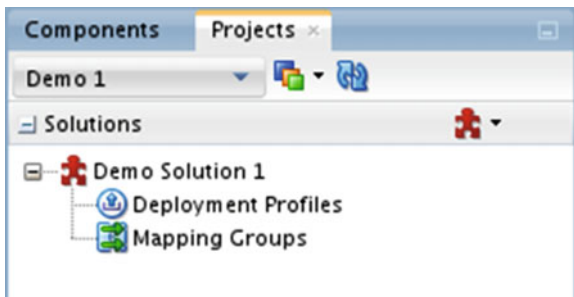 Components Projects
Demo 1
Solutions
Demo Solution 1
Deployment Profiles
Mapping Groups